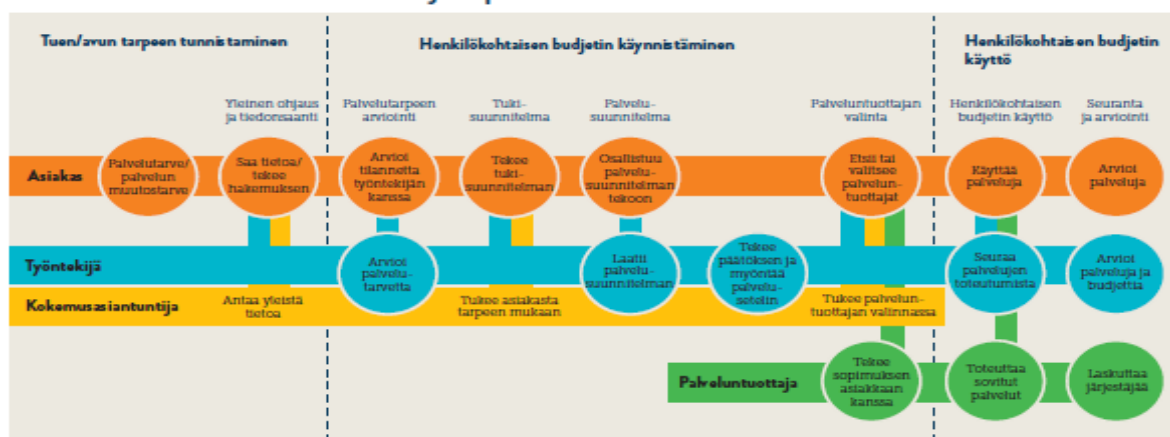 Tuen/avun tarpeen tunnistaminen
Henkilökohtaisen budjetin käynnistäminen
Henkilökohtaisen budjetin
käyttö
Yleinen ohjaus
ja tiedonsaanti
Palvelutarpeen
arviointi
Tuki-
suunnitelma
Palvelu-
suunnitelma
Palveluntuottajan
valinta
Henkilökohtaisen
budjetin käyttö
Seuranta
ja arviointi
Asiakas
Palvelutarve/
palvelun
muutostarve
Saa tietoa/
tekee
hakemuksen
Arvioi
tilannetta
työntekijän
kanssa
Tekee
tuki-
suunnitelman
Osallistuu
palvelu-
suunnitelman
tekoon
Etsii tai
valitsee
palvelun-
tuottajat
Käyttää
palveluja
Arvioi
palveluja
Työntekijä
Arvioi
palvelu-
tarvetta
Laatii
palvelu-
suunnitelman
Tekee
päätöksen ja
myöntää
palvelu-
setelin
Seuraa
palvelujen
toteutumista
Arvioi
palveluja ja
budjettia
Kokemusasiantuntija
Antaa yleistä
tietoa
Tukee asiakasta
tarpeen mukaan
Tukee palvelun-
tuottajan valinnassa
Palveluntuottaja
Tekee
sopimuksen
asiakkaan
kanssa
Toteuttaa
sovitut
palvelut
Laskuttaa
järjestäjää